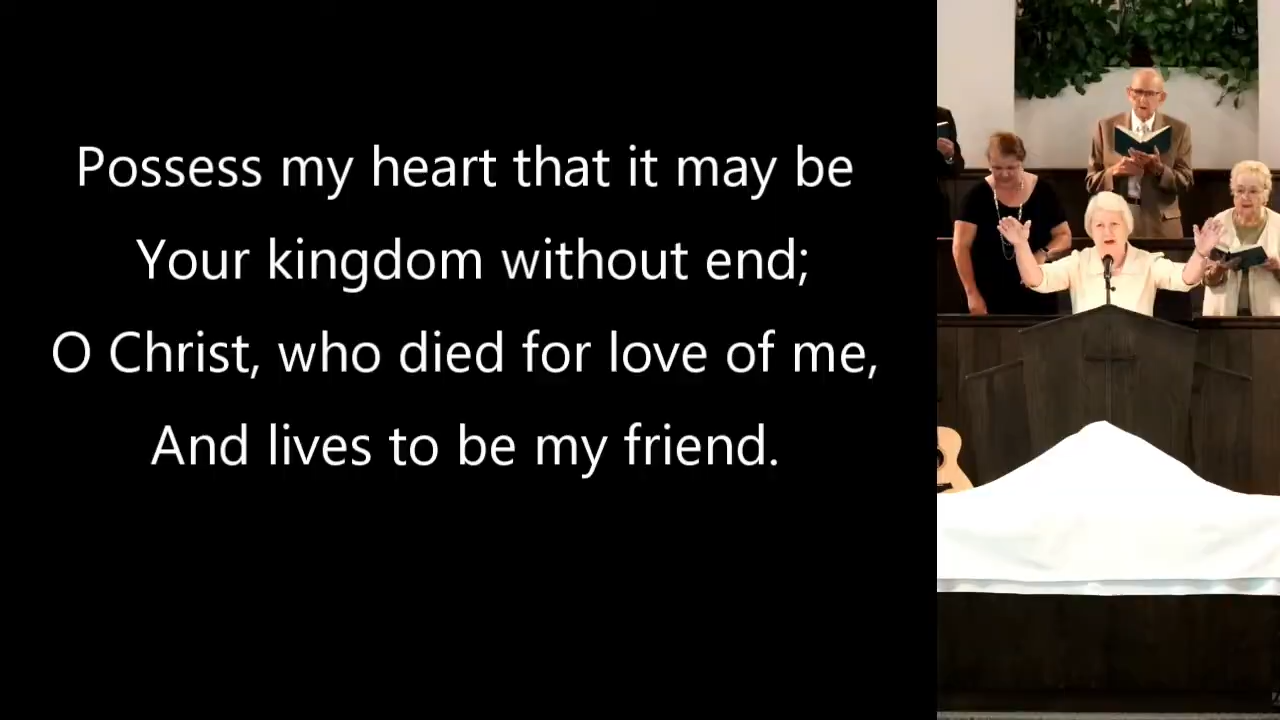 Possess my heart that it may be
Your kingdom without end;
O Christ, who died for love of me,
And lives to be my friend.